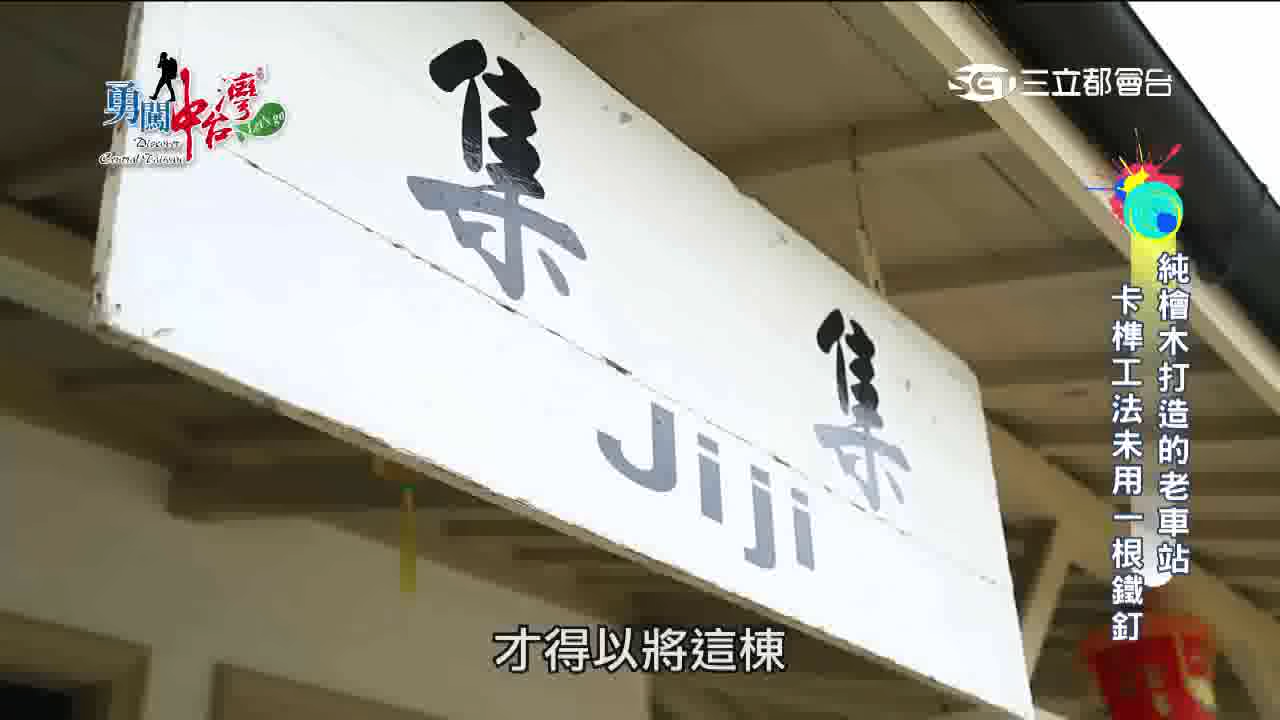 勇闖中台灣
Let's go
Discover
Central Taiwan
三立都會台
集集
Jiji
純檜木打造的老車站
卡榫工法未用一根鐵釘
才得以將這棟